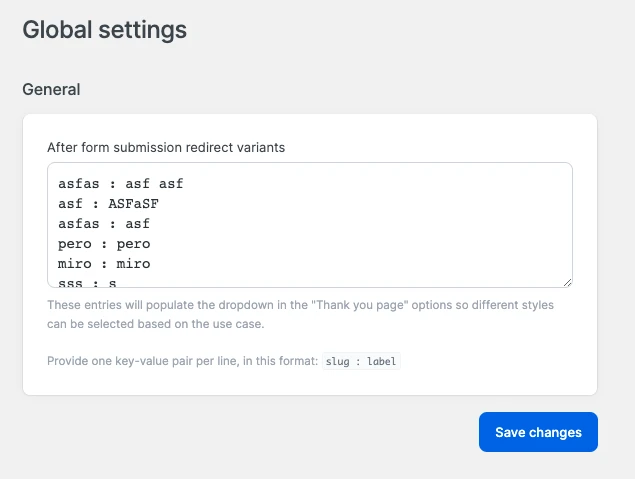 Global settings
General
After form submission redirect variants
asfas : asf asf
asf : ASFaSF
asfas : asf
pero : pero
miro : miro
sss : s
These entries will populate the dropdown in the "Thank you page" options so different styles
can be selected based on the use case.
Provide one key-value pair per line, in this format: slug : label
Save changes